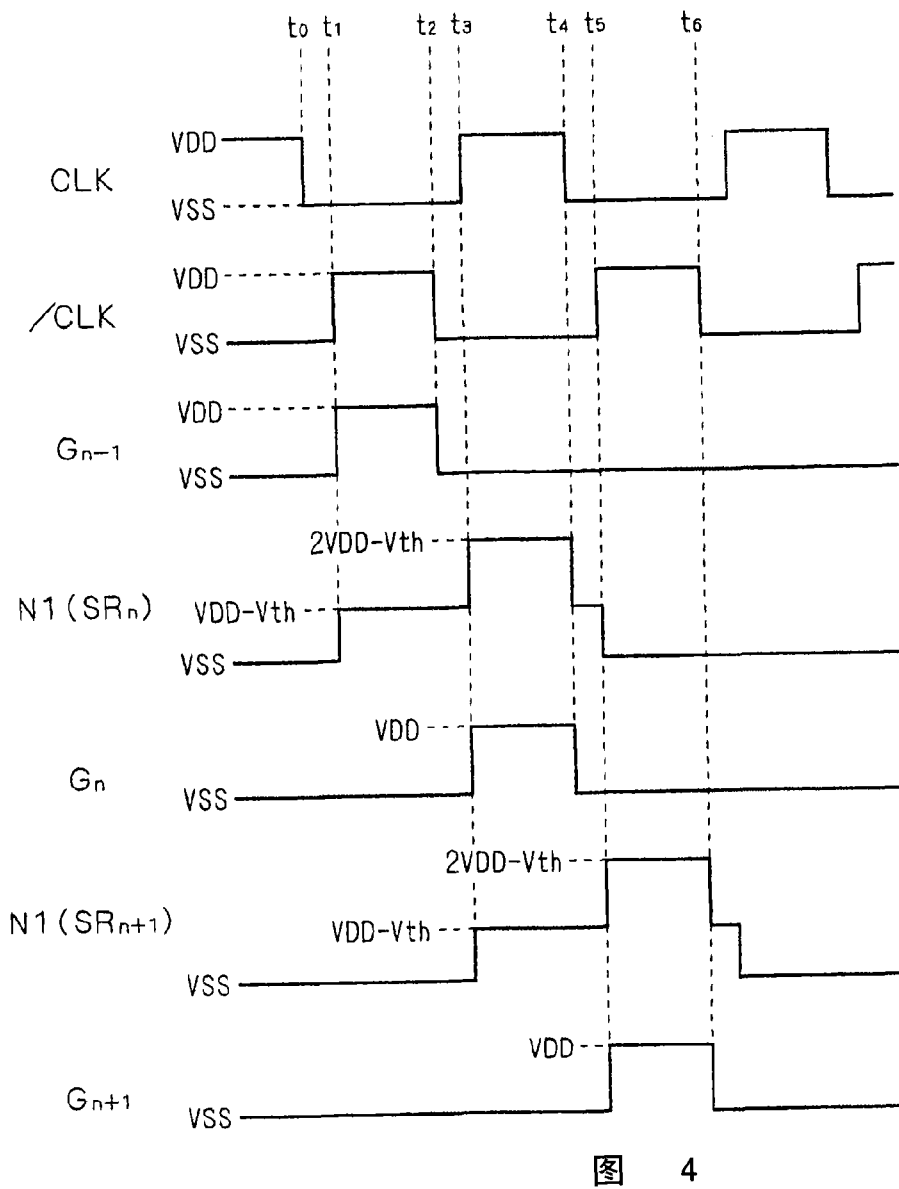 t0 t1 t2 t3 t4 t5 t6
VDD
CLK
VSS
VDD
/CLK
VSS
VDD
Gn-1
VSS
2VDD-Vth
N1(SRn)
VDD-Vth
VSS
VDD
Gn
VSS
2VDD-Vth
N1(SRn+1)
VDD-Vth
VSS
VDD
Gn+1
VSS
图 4